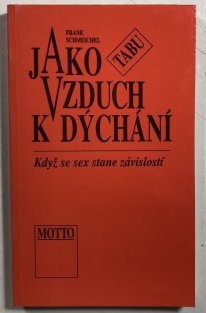 FRANK
SCHMEICHEL
TABU
JAKO
VZDUCH
K DÝCHÁNÍ
Když se sex stane závislostí
MOTTO